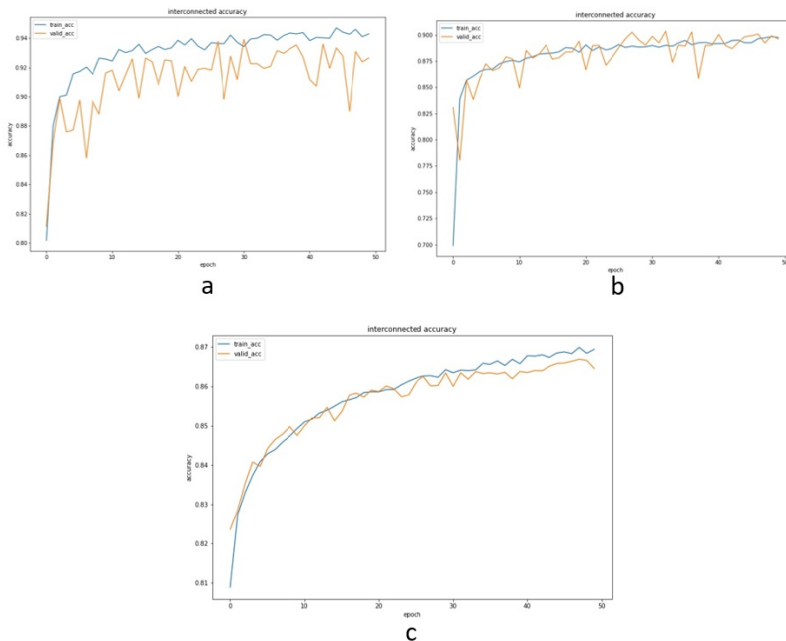 interconnected accuracy
train_acc
valid_acc
0.94
0.92
0.90
0.88
0.86
0.84
0.82
0.80
accuracy
0 10 20 30 40 50
epoch
a
interconnected accuracy
train_acc
valid_acc
0.900
0.875
0.850
0.825
0.800
0.775
0.750
0.725
0.700
accuracy
0 10 20 30 40 50
epoch
b
interconnected accuracy
train_acc
valid_acc
0.87
0.86
0.85
0.84
0.83
0.82
0.81
accuracy
0 10 20 30 40 50
epoch
c